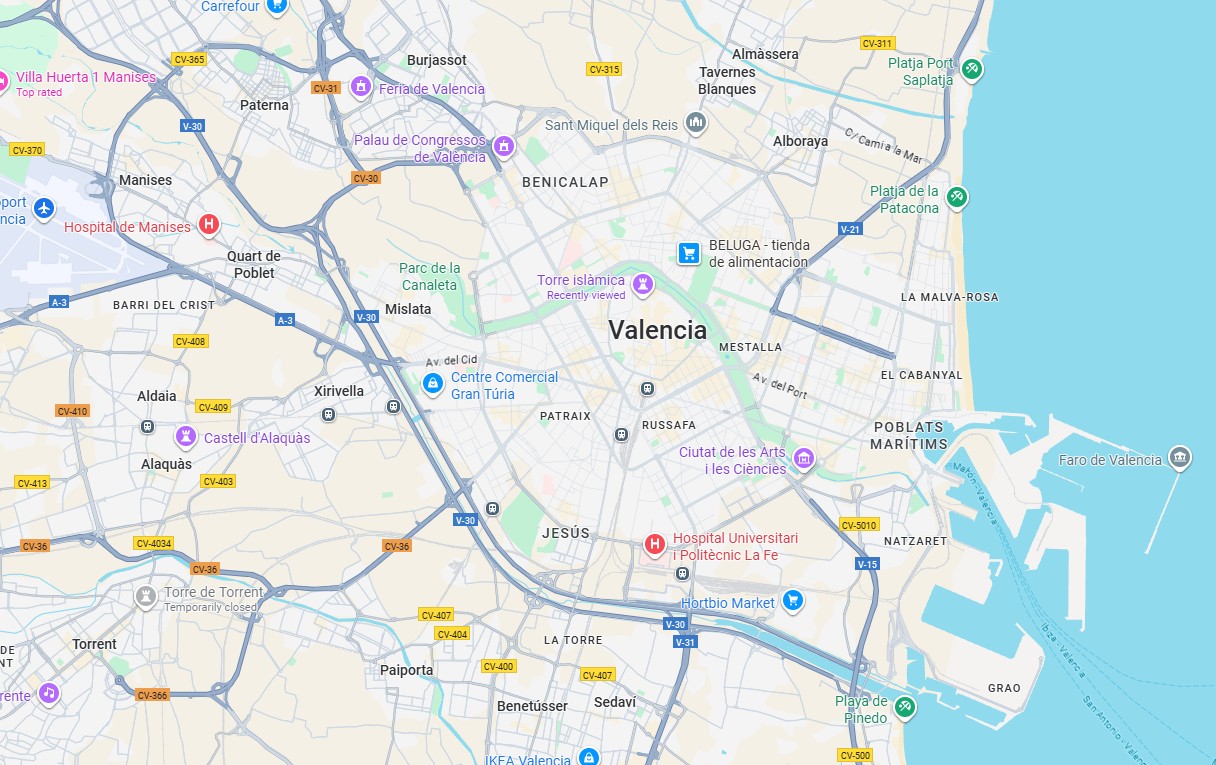 Carrefour
CV-365
Burjassot
CV-315
Almàssera
CV-311
Platja Port
Saplatja
Tavernes
Blanques
Villa Huerta 1 Manises
Top rated
CV-31
Feria de Valencia
Paterna
V-30
Sant Miquel dels Reis
Alboraya
C/ Camí a la Mar
Palau de Congressos
de València
CV-370
CV-30
Manises
BENICALAP
Platja de la
Patacona
port
ncia
Hospital de Manises
V-21
BELUGA - tienda
de alimentacion
Quart de
Poblet
Parc de la
Canaleta
Torre islàmica
Recently viewed
A-3
BARRI DEL CRIST
Mislata
LA MALVA-ROSA
A-3
V-30
Valencia
CV-408
MESTALLA
Av. del Cid
EL CABANYAL
Centre Comercial
Gran Túria
Av. del Port
Xirivella
Aldaia
CV-410
CV-409
PATRAIX
RUSSAFA
POBLATS
MARÍTIMS
Castell d'Alaquàs
Alaquàs
Ciutat de les Arts
i les Ciències
Faro de Valencia
CV-413
CV-403
Mahon-Valencia
V-30
JESÚS
CV-5010
CV-36
CV-4034
CV-36
Hospital Universitari
i Politècnic La Fe
NATZARET
V-15
CV-36
Torre de Torrent
Temporarily closed
Hortbio Market
CV-407
V-30
CV-404
LA TORRE
V-31
Torrent
DE
NT
Ibiza-Valencia
Paiporta
CV-400
CV-407
GRAO
rente
CV-366
Benetússer
Sedaví
Playa de
Pinedo
San Antonio-Valencia
IKEA Valencia
CV-500